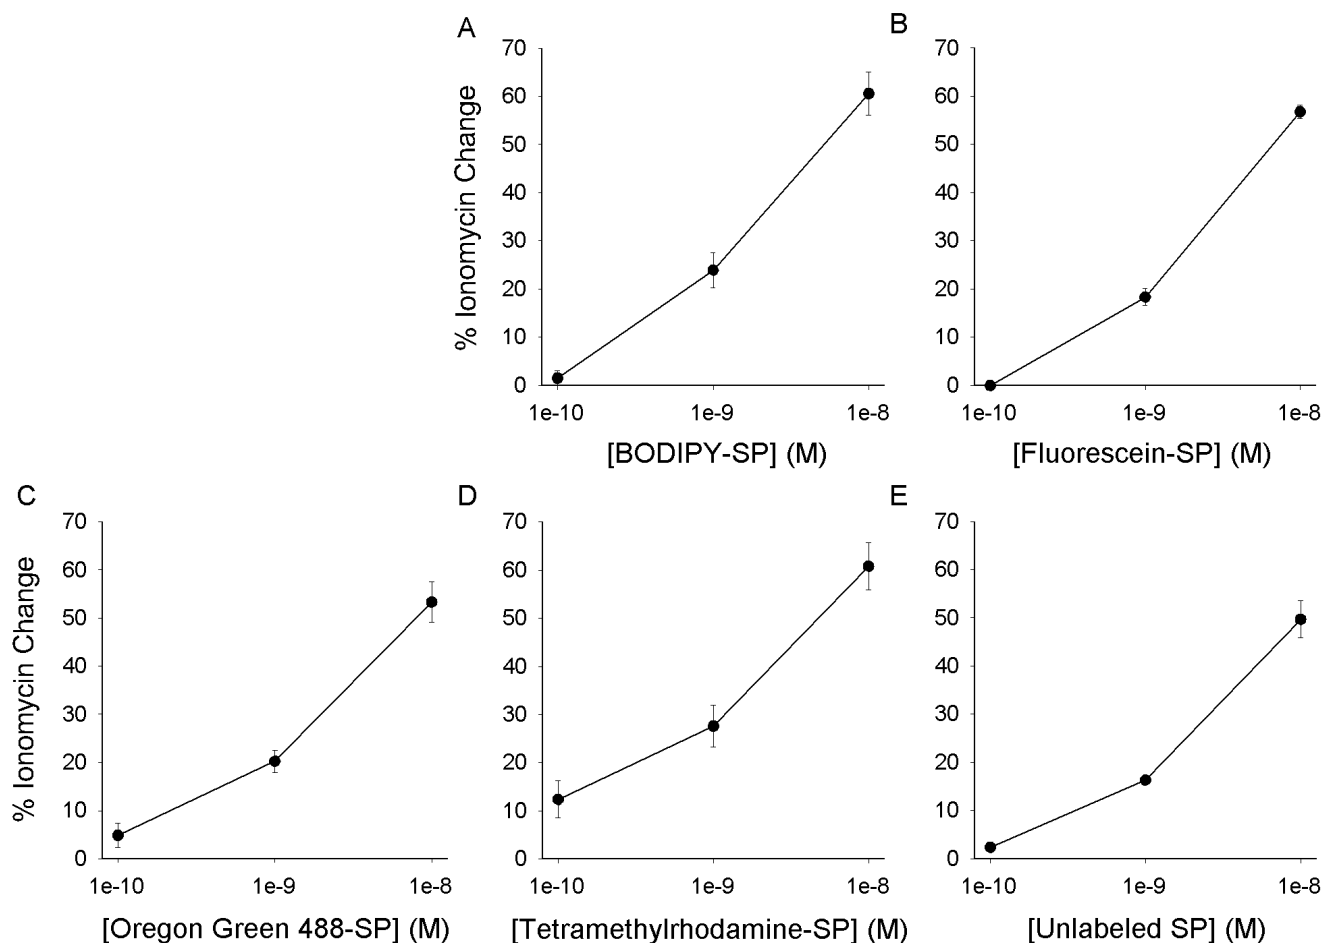 A
% Ionomycin Change
70
60
50
40
30
20
10
0
1e-10 1e-9 1e-8
[BODIPY-SP] (M)
B
70
60
50
40
30
20
10
0
1e-10 1e-9 1e-8
[Fluorescein-SP] (M)
C
% Ionomycin Change
70
60
50
40
30
20
10
0
1e-10 1e-9 1e-8
[Oregon Green 488-SP] (M)
D
70
60
50
40
30
20
10
0
1e-10 1e-9 1e-8
[Tetramethylrhodamine-SP] (M)
E
70
60
50
40
30
20
10
0
1e-10 1e-9 1e-8
[Unlabeled SP] (M)